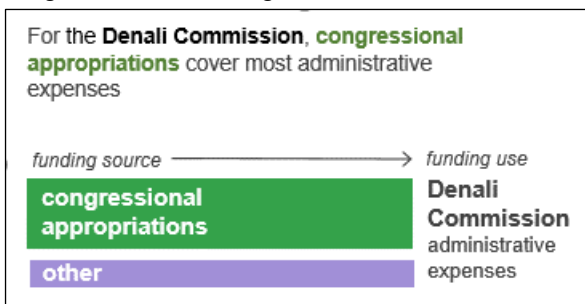 For the Denali Commission, congressional
appropriations cover most administrative
expenses
funding source
funding use
congressional
appropriations
Denali
Commission
administrative
expenses
other